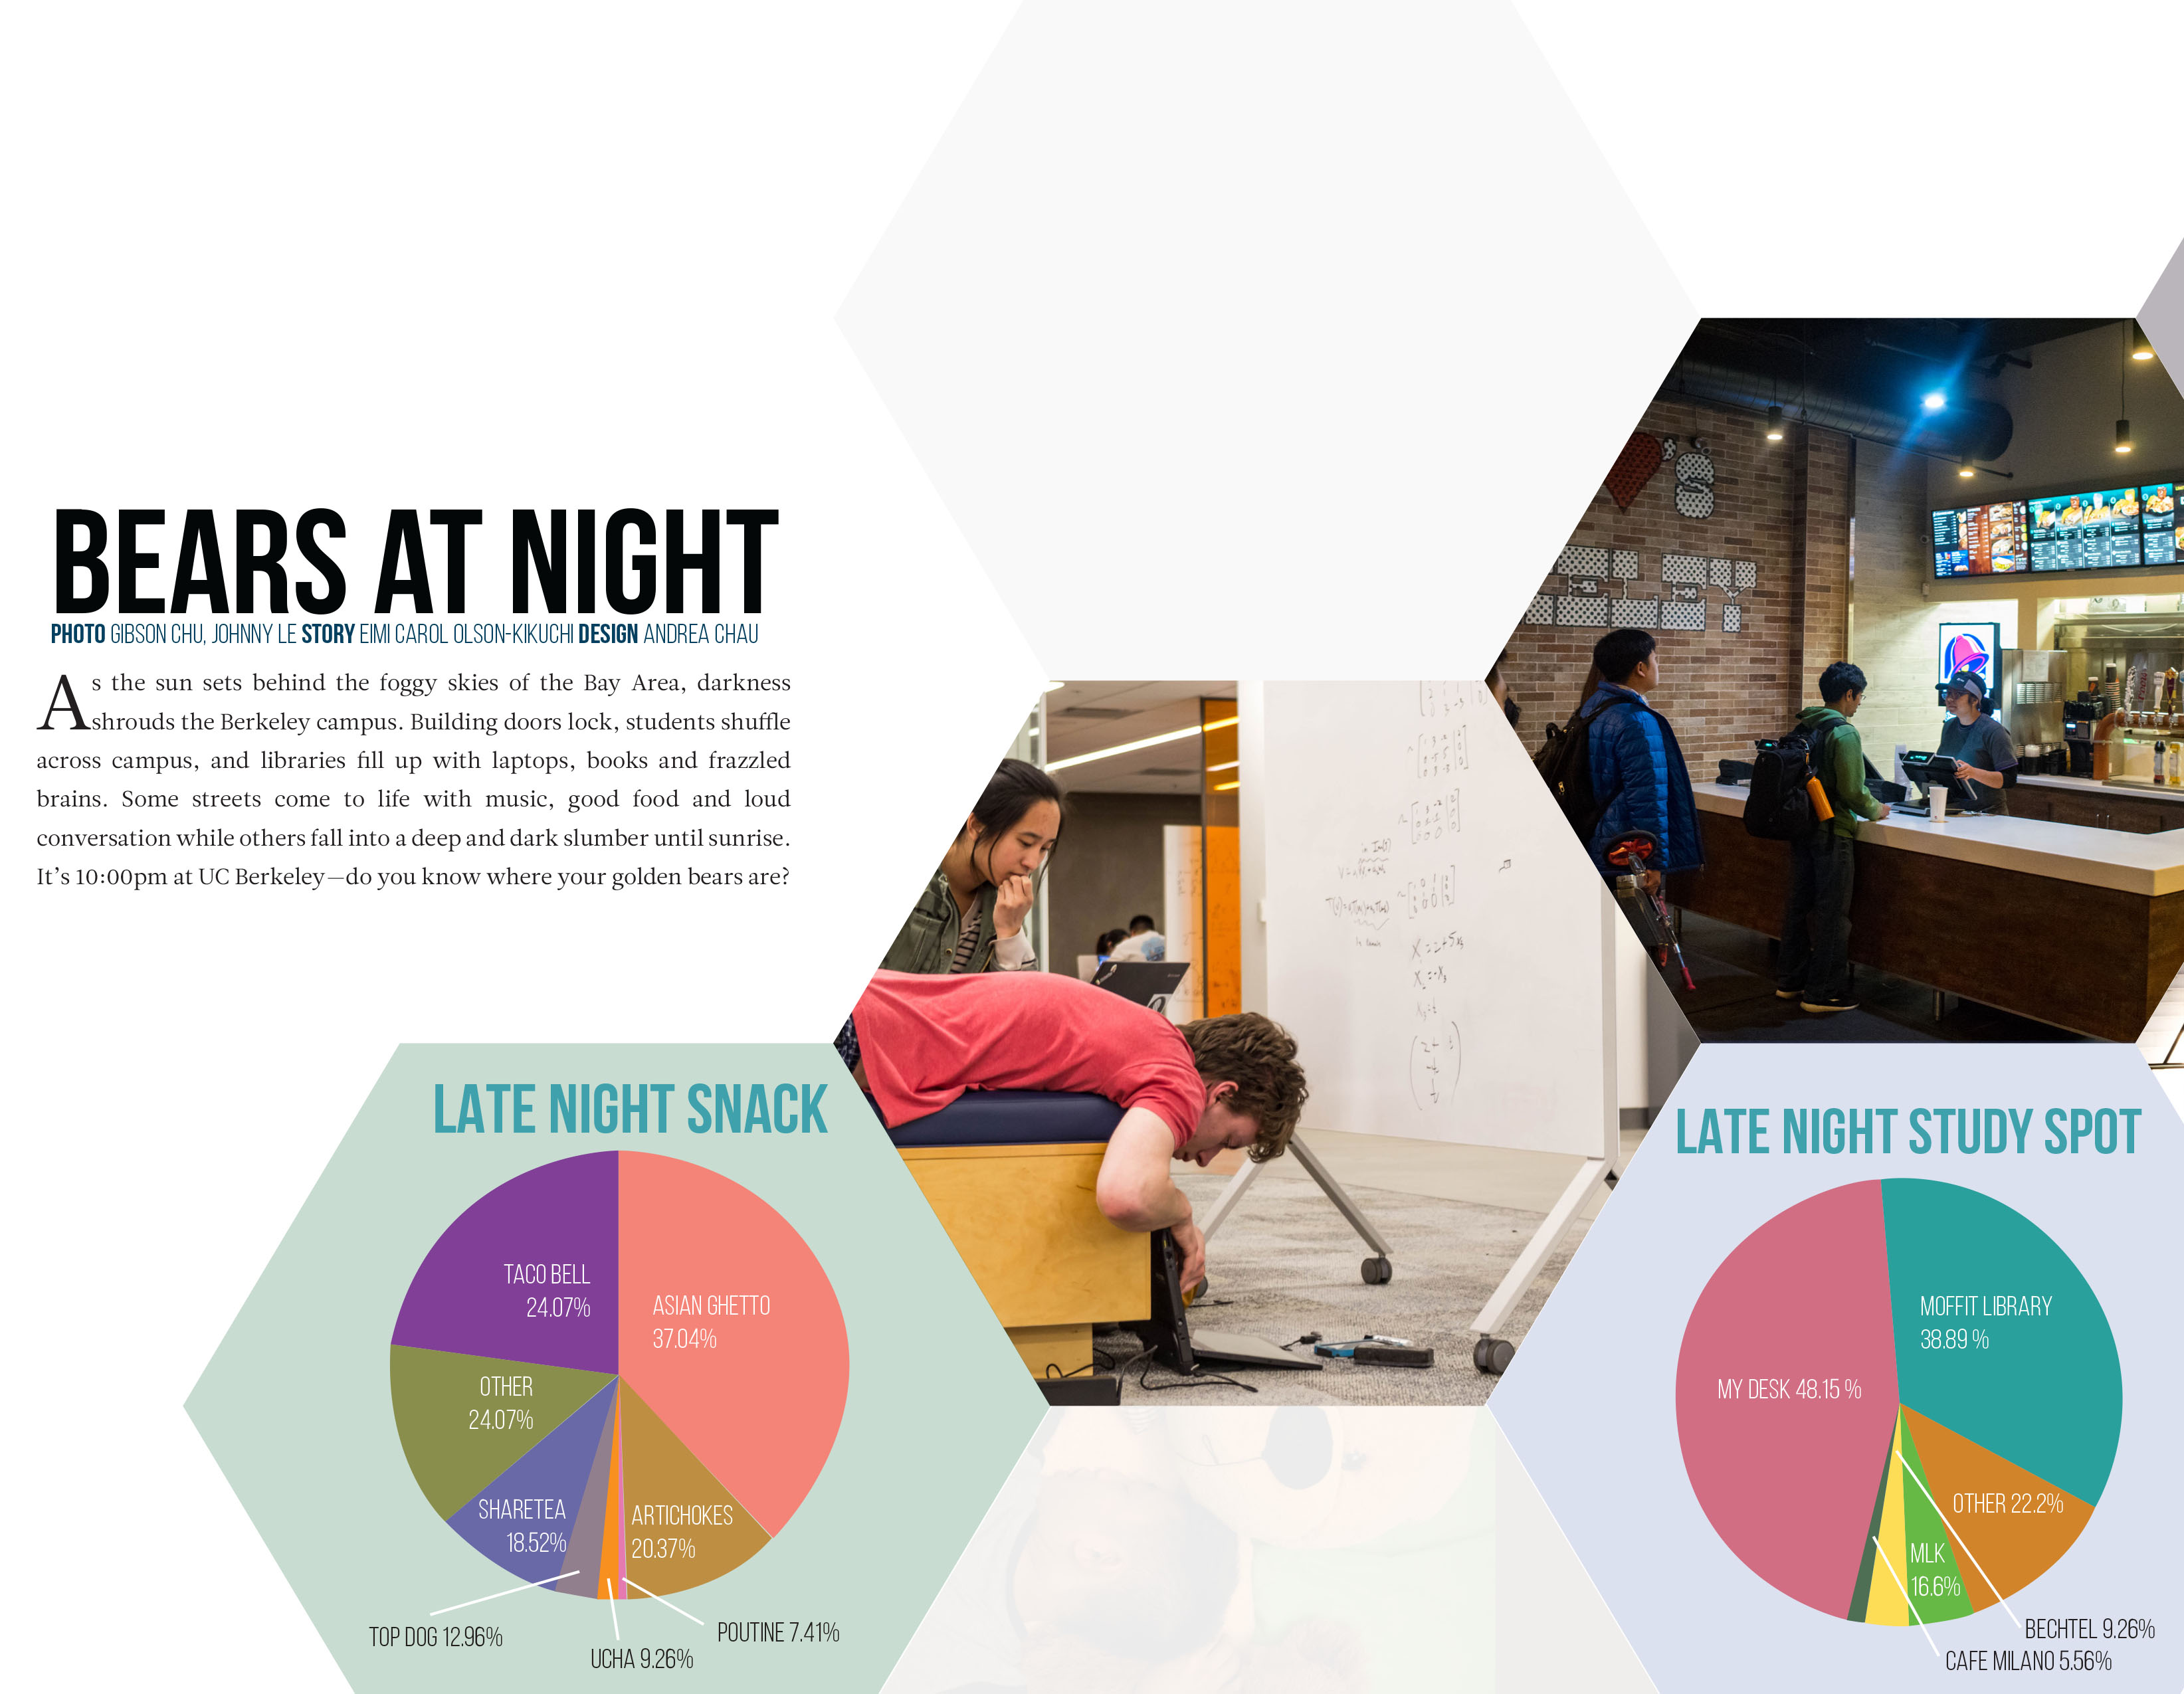 BEARS AT NIGHT
PHOTO GIBSON CHU, JOHNNY LE STORY EIMI CAROL OLSON-KIKUCHI DESIGN ANDREA CHAU
As the sun sets behind the foggy skies of the Bay Area, darkness
shrouds the Berkeley campus. Building doors lock, students shuffle
across campus, and libraries fill up with laptops, books and frazzled
brains. Some streets come to life with music, good food and loud
conversation while others fall into a deep and dark slumber until sunrise.
It's 10:00pm at UC Berkeley—do you know where your golden bears are?
LATE NIGHT SNACK
TACO BELL
24.07%
ASIAN GHETTO
37.04%
OTHER
24.07%
SHARETEA
18.52%
ARTICHOKES
20.37%
TOP DOG 12.96%
UCHA 9.26%
POUTINE 7.41%
LATE NIGHT STUDY SPOT
MOFFIT LIBRARY
38.89 %
MY DESK 48.15 %
OTHER 22.2%
MLK
16.6%
BECHTEL 9.26%
CAFE MILANO 5.56%